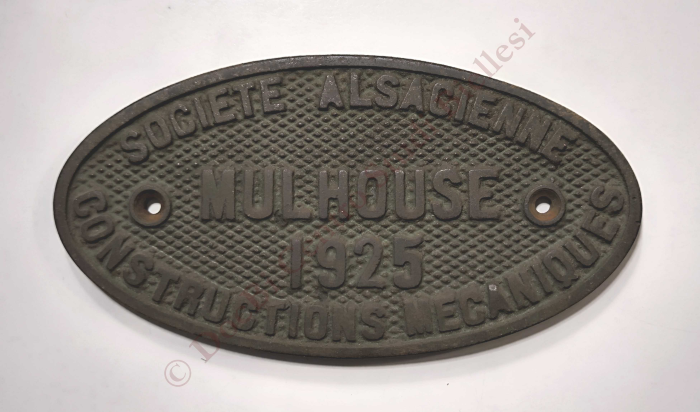 SOCIETE ALSACIENNE
MULHOUSE
1925
CONSTRUCTIONS MECANIQUES